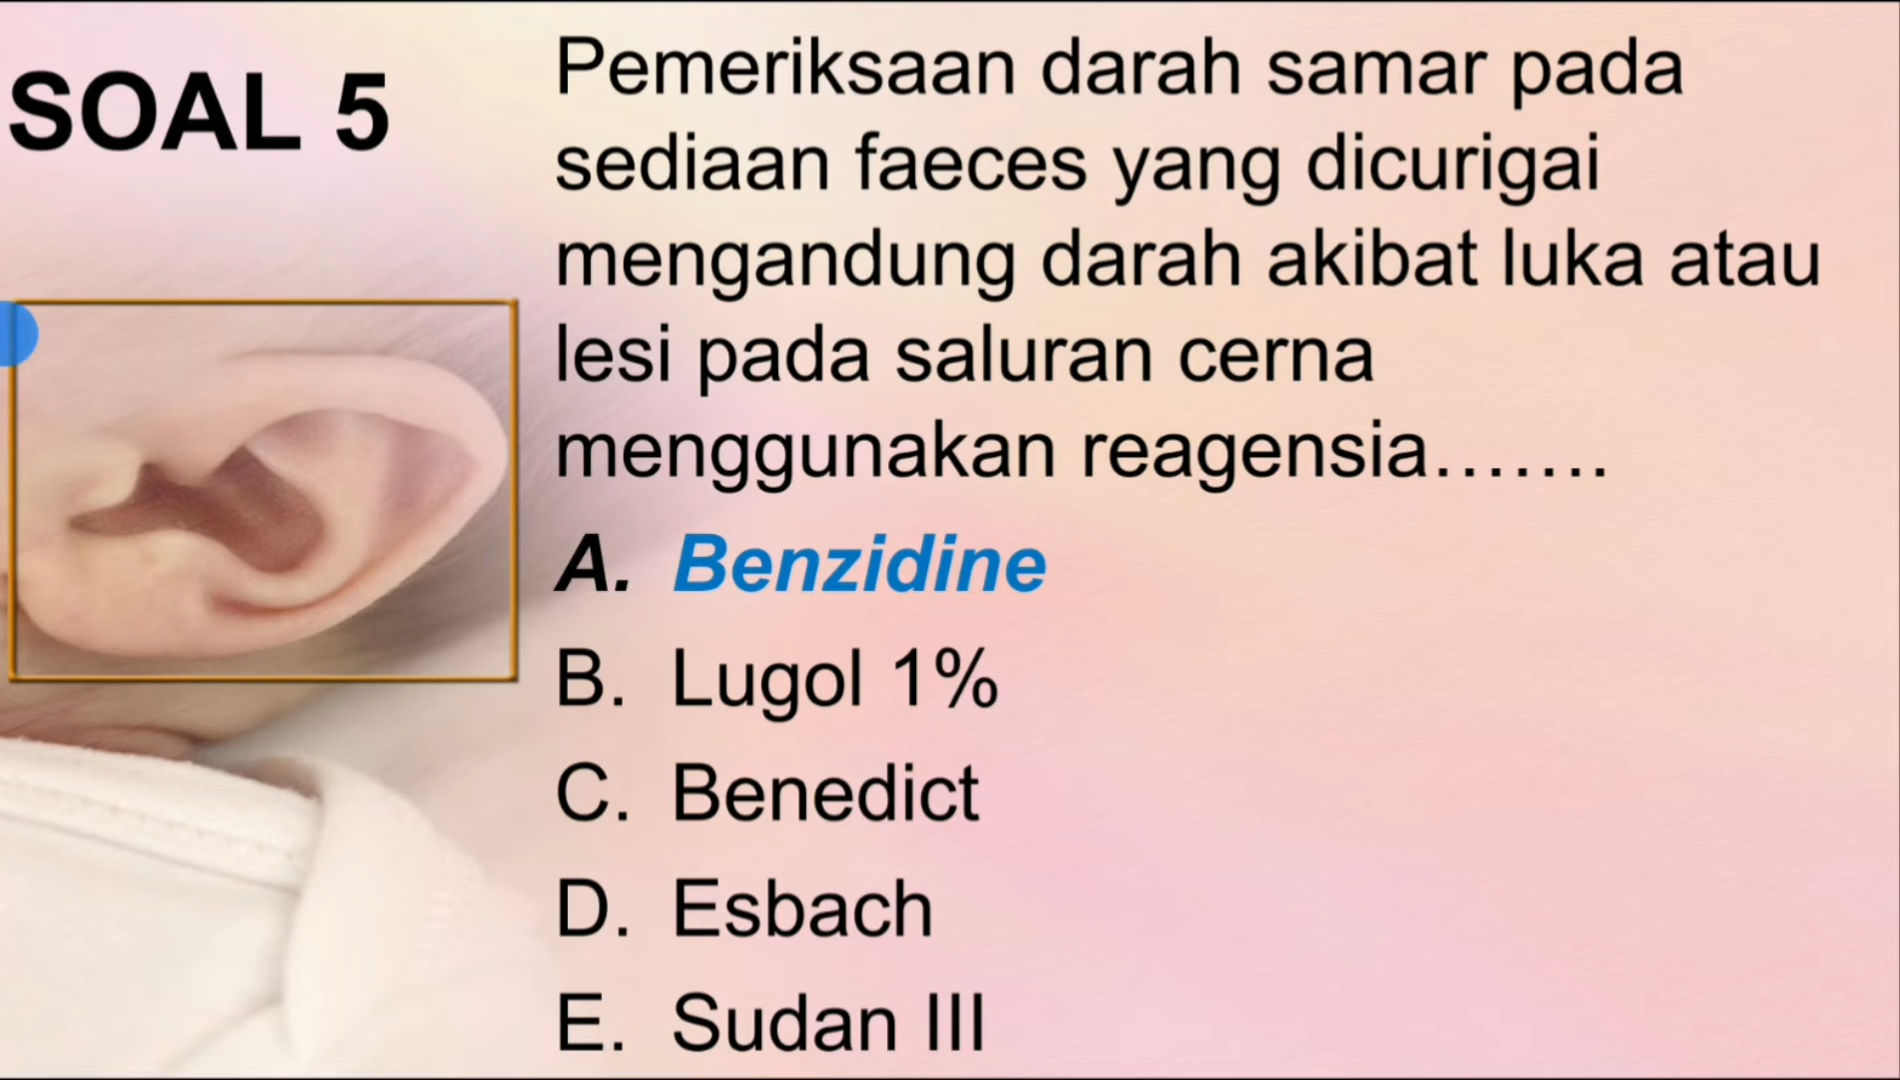 SOAL 5
Pemeriksaan darah samar pada
sediaan faeces yang dicurigai
mengandung darah akibat luka atau
lesi pada saluran cerna
menggunakan reagensia.......
A. Benzidine
B. Lugol 1%
C. Benedict
D. Esbach
E. Sudan III